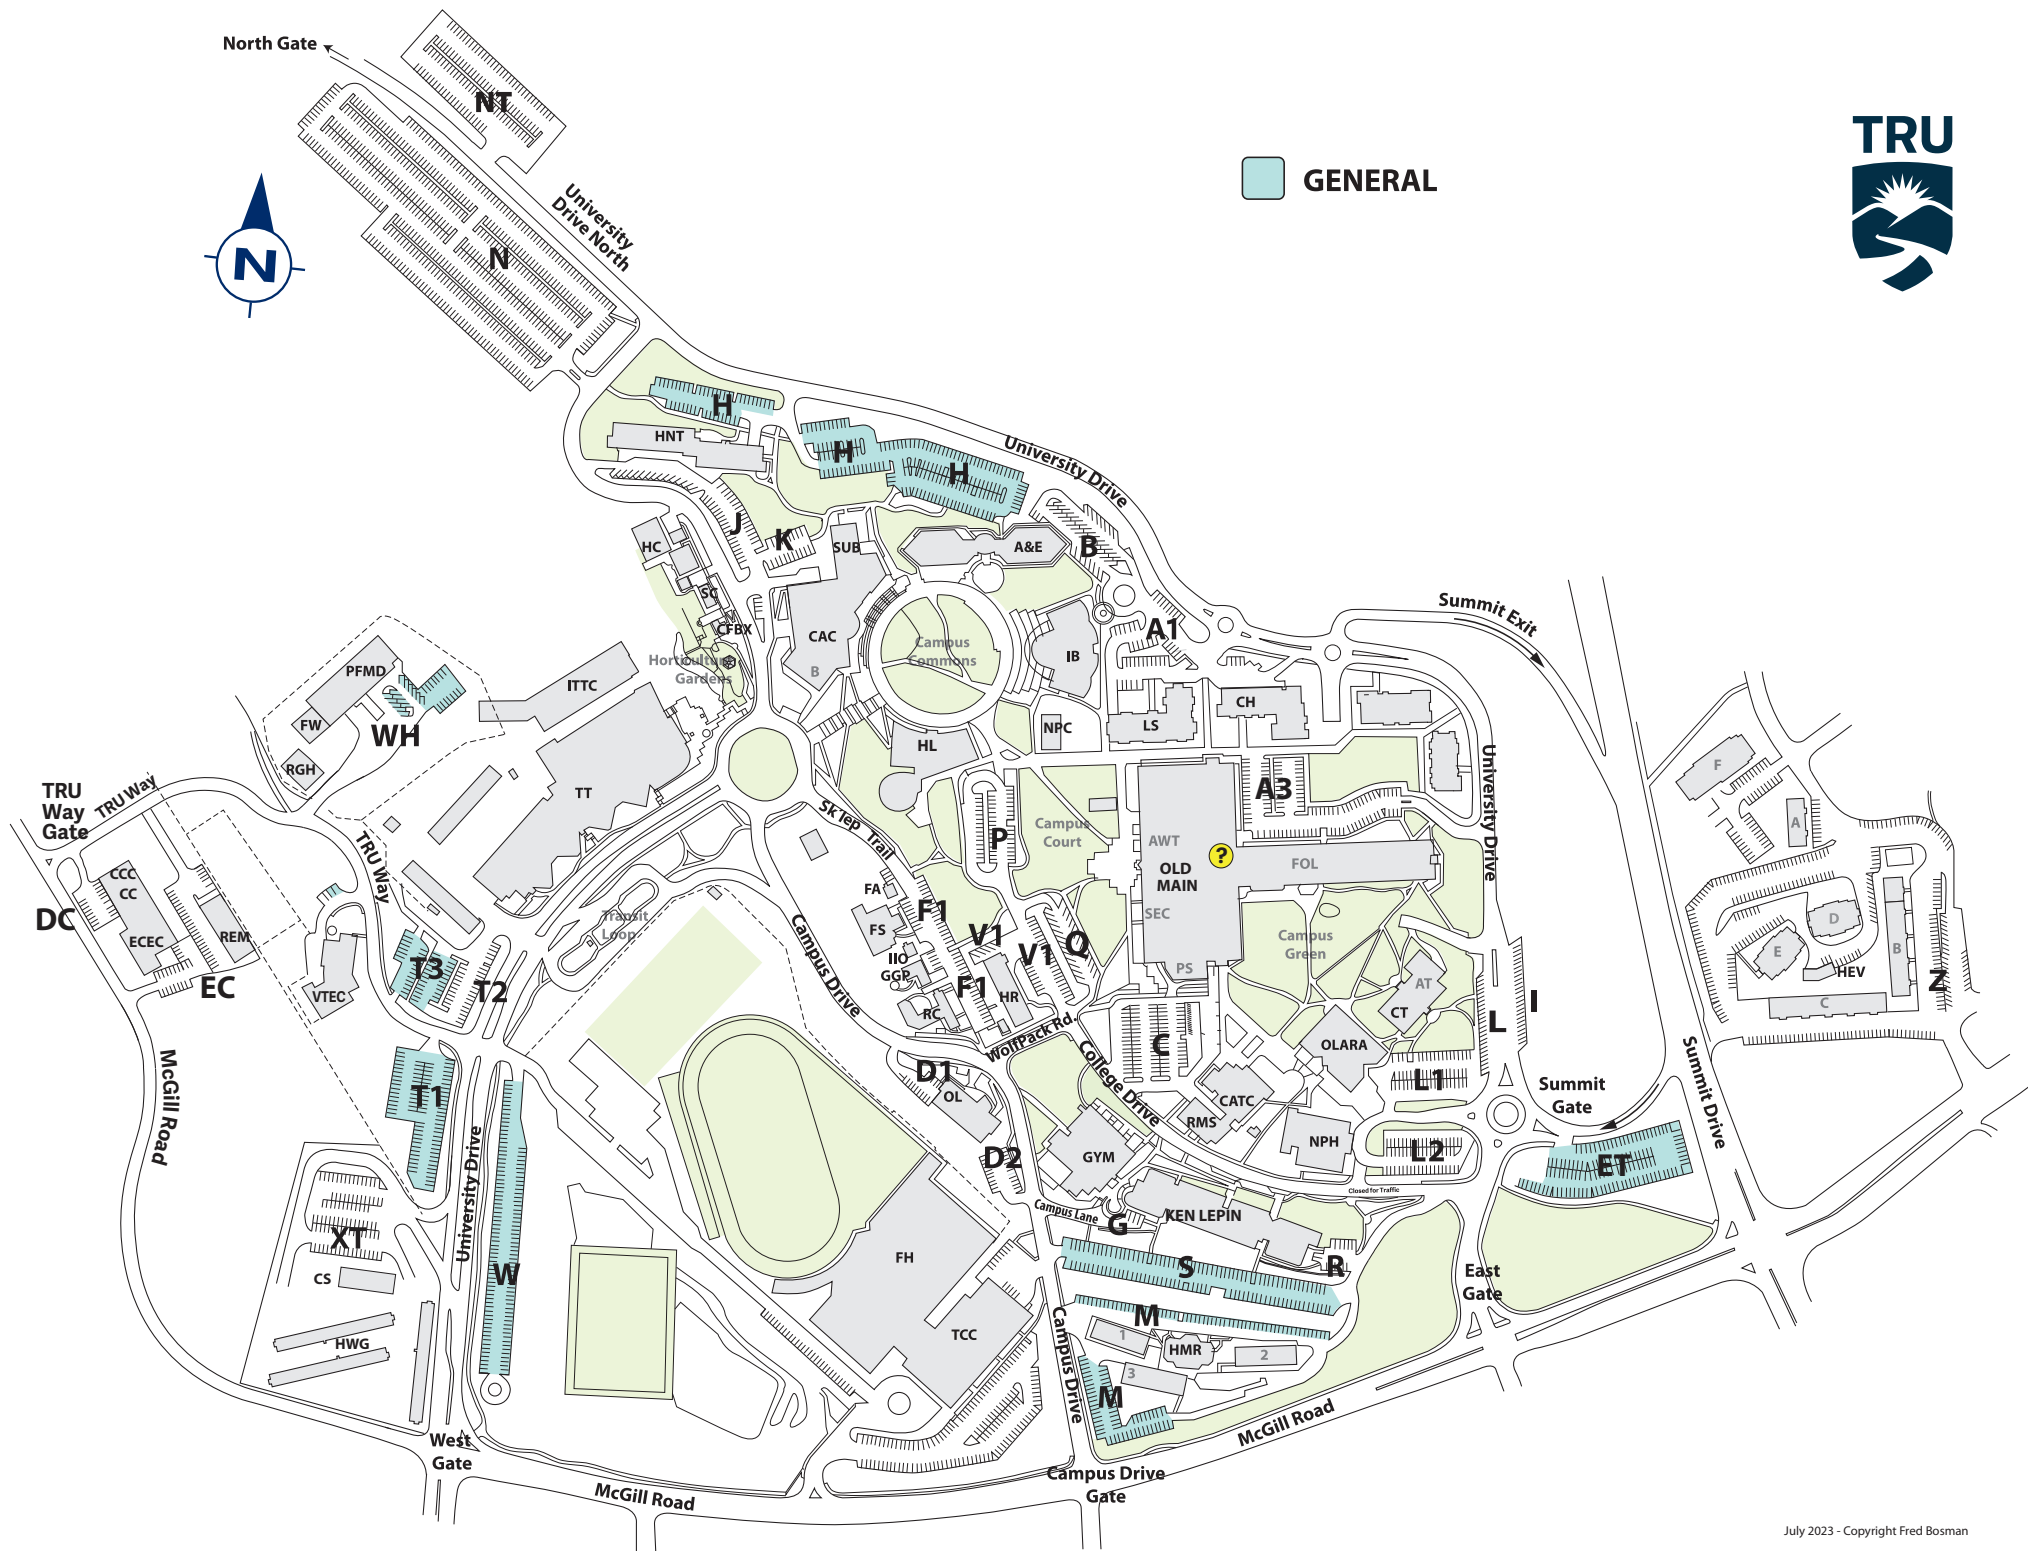 North Gate
NT
TRU
GENERAL
University
Drive North
N
N
H
HNT
H
H
University Drive
J
K
SUB
A&E
B
HC
SC
CFBX
CAC
B
Campus
Commons
IB
A1
Summit Exit
Horticulture
Gardens
PFMD
ITTC
FW
WH
RGH
CH
LS
NPC
HL
TT
A3
University Drive
F
A
TRU
Way
Gate
TRU Way
TRU Way
Sk'lep Trail
P
Campus
Court
AWT
?
OLD
MAIN
FOL
SEC
PS
CCC
CC
DC
ECEC
REM
EC
VTEC
T3
T2
Transit
Loop
FA
FS
F1
V1
V1
Q
IIO
GGP
F1
HR
RC
Campus Drive
Campus
Green
AT
CT
L
I
D
E
B
HEV
C
Z
McGill Road
WolfPack Rd.
College Drive
C
OLARA
L1
Summit
Gate
Summit Drive
T1
D1
OL
CATC
RMS
NPH
L2
ET
D2
GYM
Closed for Traffic
University Drive
XT
CS
W
HWG
FH
TCC
Campus Lane
G
KEN LEPIN
S
R
East
Gate
M
1
HMR
2
3
M
Campus Drive
West
Gate
McGill Road
Campus Drive
Gate
McGill Road
July 2023 - Copyright Fred Bosman